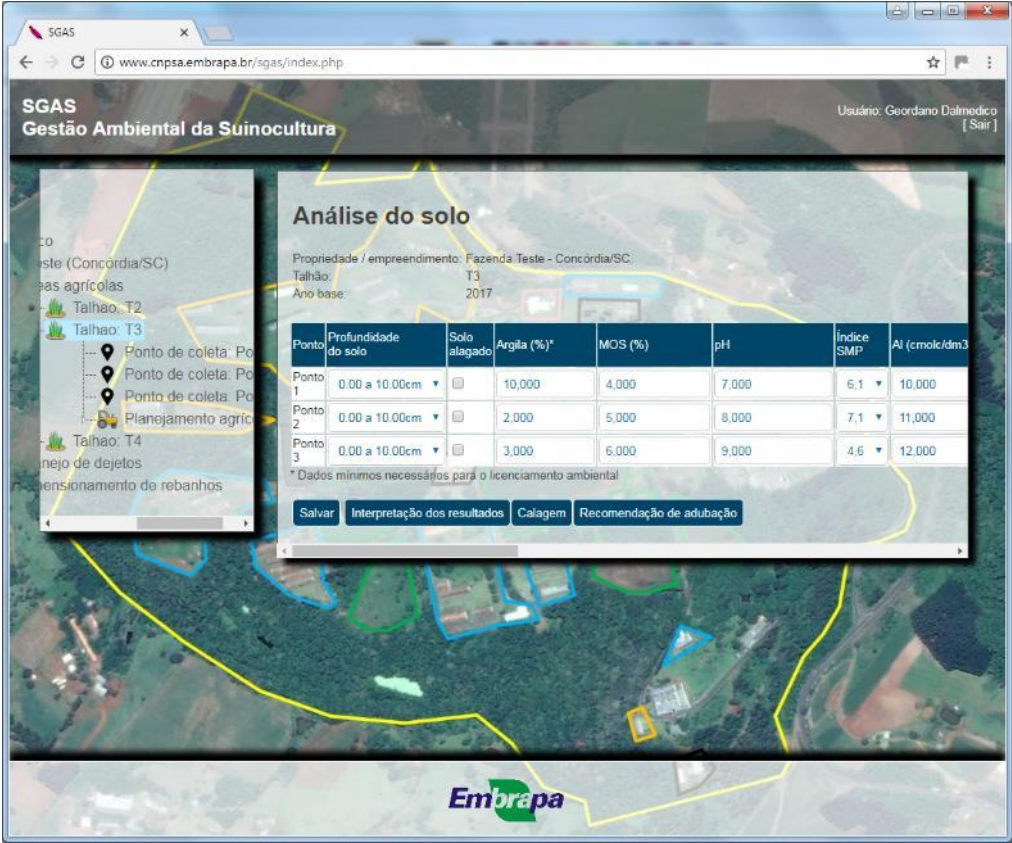 SGAS
www.cnpsa.embrapa.br/sgas/index.php
SGAS
Gestão Ambiental da Suinocultura
Usuário: Geordano Dalmedico
[ Sair ]
co
ste (Concórdia/SC)
as agrícolas
Talhao: T2
Talhao: T3
Ponto de coleta: Po
Ponto de coleta: Po
Ponto de coleta: Po
Planejamento agríc
Talhao: T4
nejo de dejetos
ensionamento de rebanhos
Análise do solo
Propriedade / empreendimento: Fazenda Teste - Concórdia/SC
Talhão: T3
Ano base: 2017
Ponto Profundidade do solo Solo alagado Argila (%)* MOS (%) pH Índice SMP Al (cmolc/dm3
Ponto 1 0.00 a 10.00cm 10,000 4,000 7,000 6,1 10,000
Ponto 2 0.00 a 10.00cm 2,000 5,000 8,000 7,1 11,000
Ponto 3 0.00 a 10.00cm 3,000 6,000 9,000 4,6 12,000
* Dados mínimos necessários para o licenciamento ambiental
Salvar Interpretação dos resultados Calagem Recomendação de adubação
Embrapa